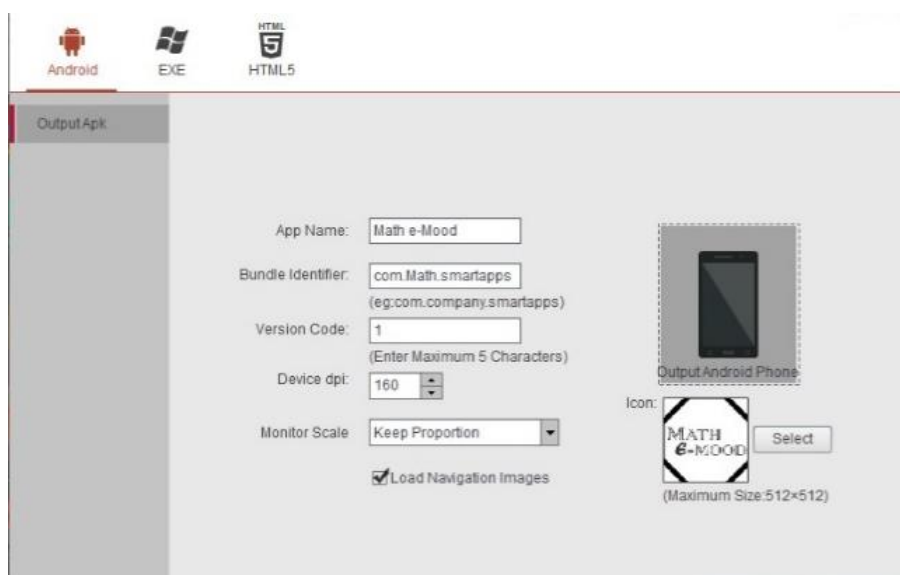 HTML
5
Android
EXE
HTML5
Output Apk
App Name:
Math e-Mood
Bundle Identifier:
com.Math.smartapps
(eg:com.company.smartapps)
Version Code:
1
(Enter Maximum 5 Characters)
Device dpi:
160
Monitor Scale
Keep Proportion
Load Navigation Images
Output Android Phone
Icon:
MATH
e-MOOD
Select
(Maximum Size:512×512)